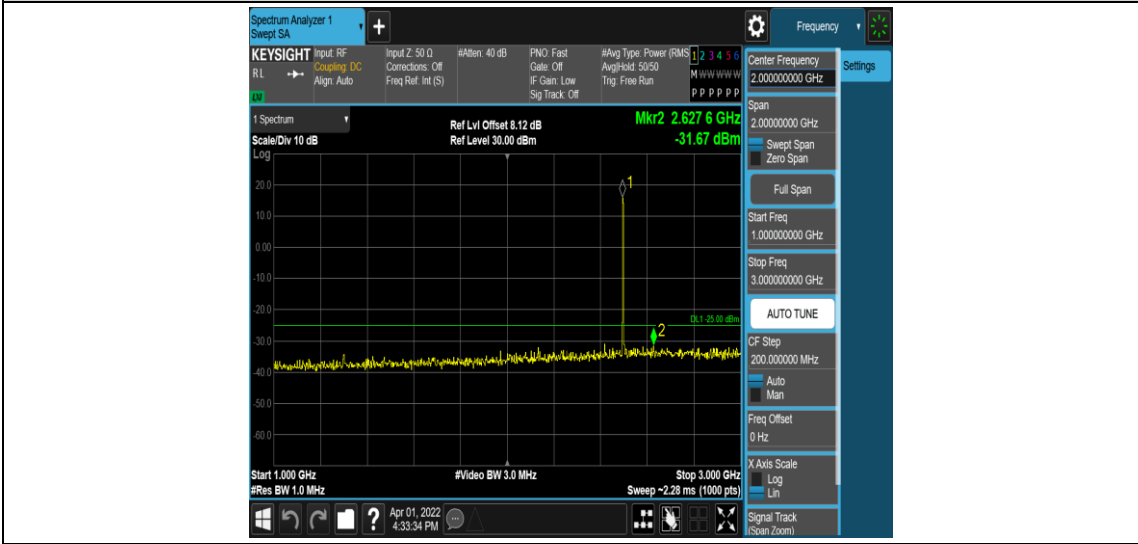 Spectrum Analyzer 1
Swept SA
+
Frequency
KEYSIGHT
RL
LXI
Input: RF
Coupling: DC
Align: Auto
Input Z: 50 Ω
Corrections: Off
Freq Ref: Int (S)
#Atten: 40 dB
PNO: Fast
Gate: Off
IF Gain: Low
Sig Track: Off
#Avg Type: Power (RMS
Avg|Hold: 50/50
Trig: Free Run
1 2 3 4 5 6
M W W W W W
P P P P P P
1 Spectrum
Scale/Div 10 dB
Log
Ref Lvl Offset 8.12 dB
Ref Level 30.00 dBm
Mkr2 2.627 6 GHz
-31.67 dBm
20.0
10.0
0.00
-10.0
-20.0
-30.0
-40.0
-50.0
-60.0
1
2
DL1 -25.00 dBm
Start 1.000 GHz
#Res BW 1.0 MHz
#Video BW 3.0 MHz
Stop 3.000 GHz
Sweep ~2.28 ms (1000 pts)
Center Frequency
2.000000000 GHz
Settings
Span
2.00000000 GHz
Swept Span
Zero Span
Full Span
Start Freq
1.000000000 GHz
Stop Freq
3.000000000 GHz
AUTO TUNE
CF Step
200.000000 MHz
Auto
Man
Freq Offset
0 Hz
X Axis Scale
Log
Lin
Signal Track
(Span Zoom)
?
Apr 01, 2022
4:33:34 PM